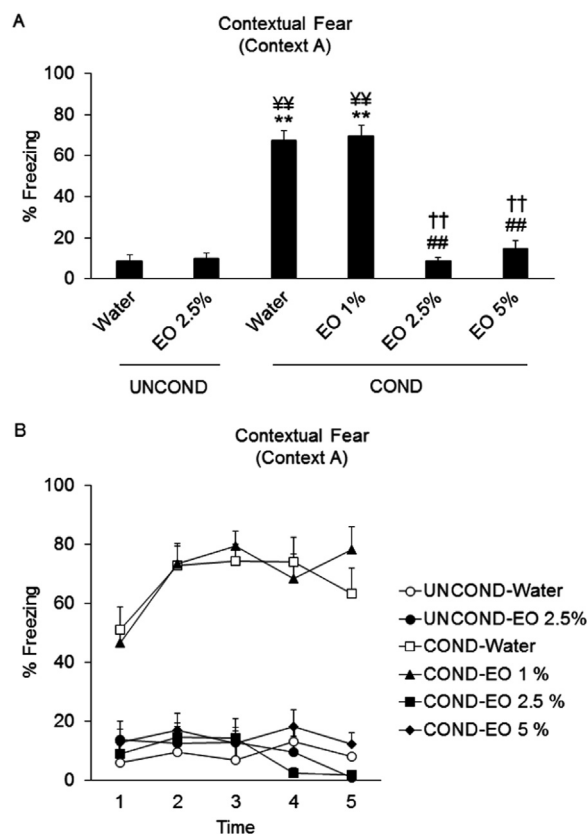 A
Contextual Fear
(Context A)
% Freezing
100
80
60
40
20
0
¥¥
**
¥¥
**
††
##
††
##
Water
EO 2.5%
Water
EO 1%
EO 2.5%
EO 5%
UNCOND
COND
B
Contextual Fear
(Context A)
% Freezing
100
80
60
40
20
0
1 2 3 4 5
Time
UNCOND-Water
UNCOND-EO 2.5%
COND-Water
COND-EO 1 %
COND-EO 2.5 %
COND-EO 5 %